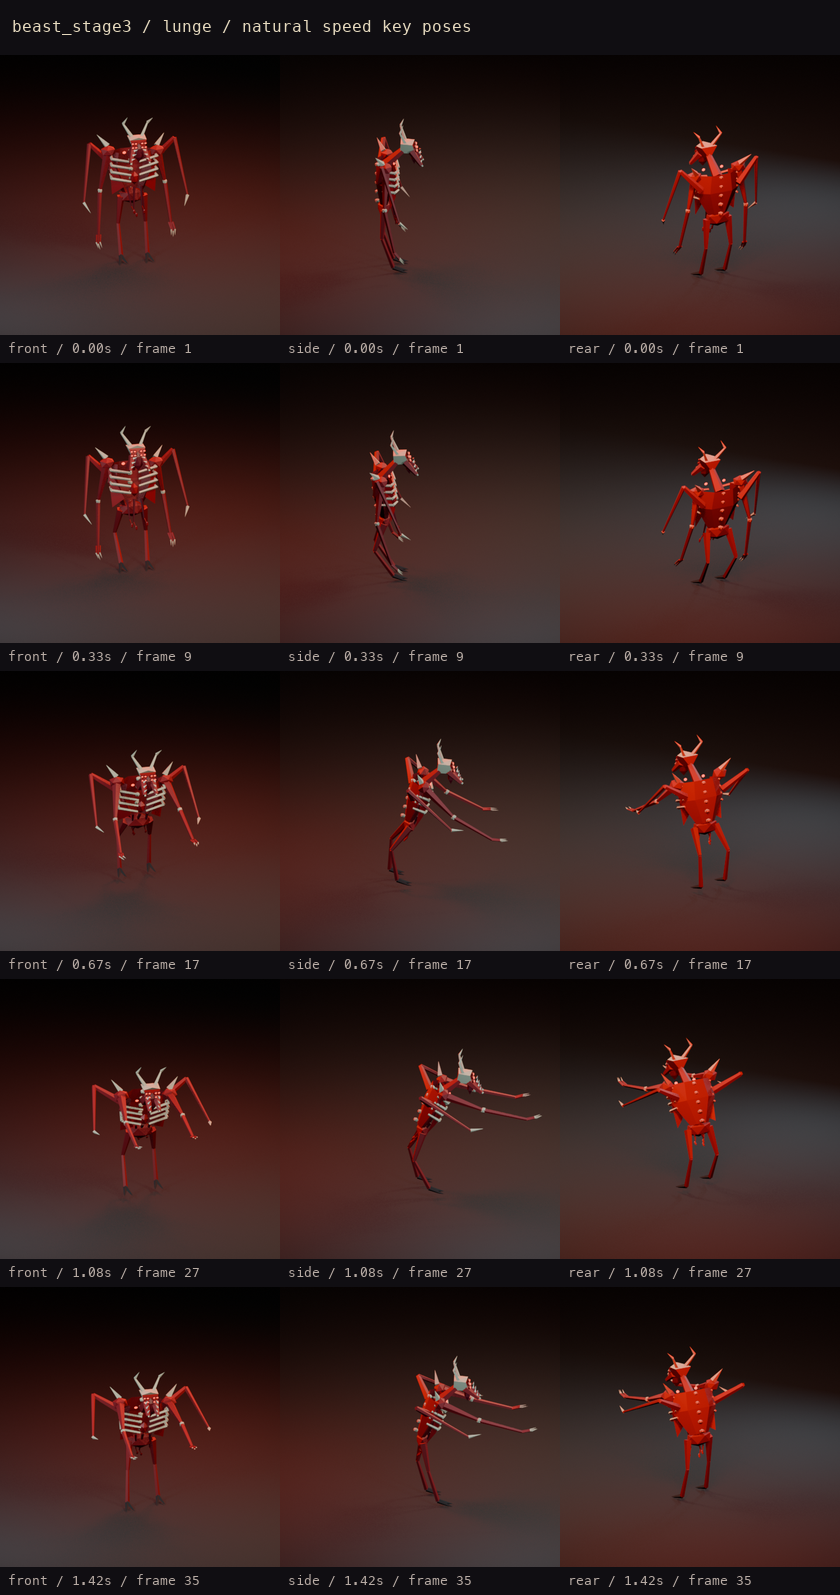 beast_stage3 / lunge / natural speed key poses
front / 0.00s / frame 1
side / 0.00s / frame 1
rear / 0.00s / frame 1
front / 0.33s / frame 9
side / 0.33s / frame 9
rear / 0.33s / frame 9
front / 0.67s / frame 17
side / 0.67s / frame 17
rear / 0.67s / frame 17
front / 1.08s / frame 27
side / 1.08s / frame 27
rear / 1.08s / frame 27
front / 1.42s / frame 35
side / 1.42s / frame 35
rear / 1.42s / frame 35